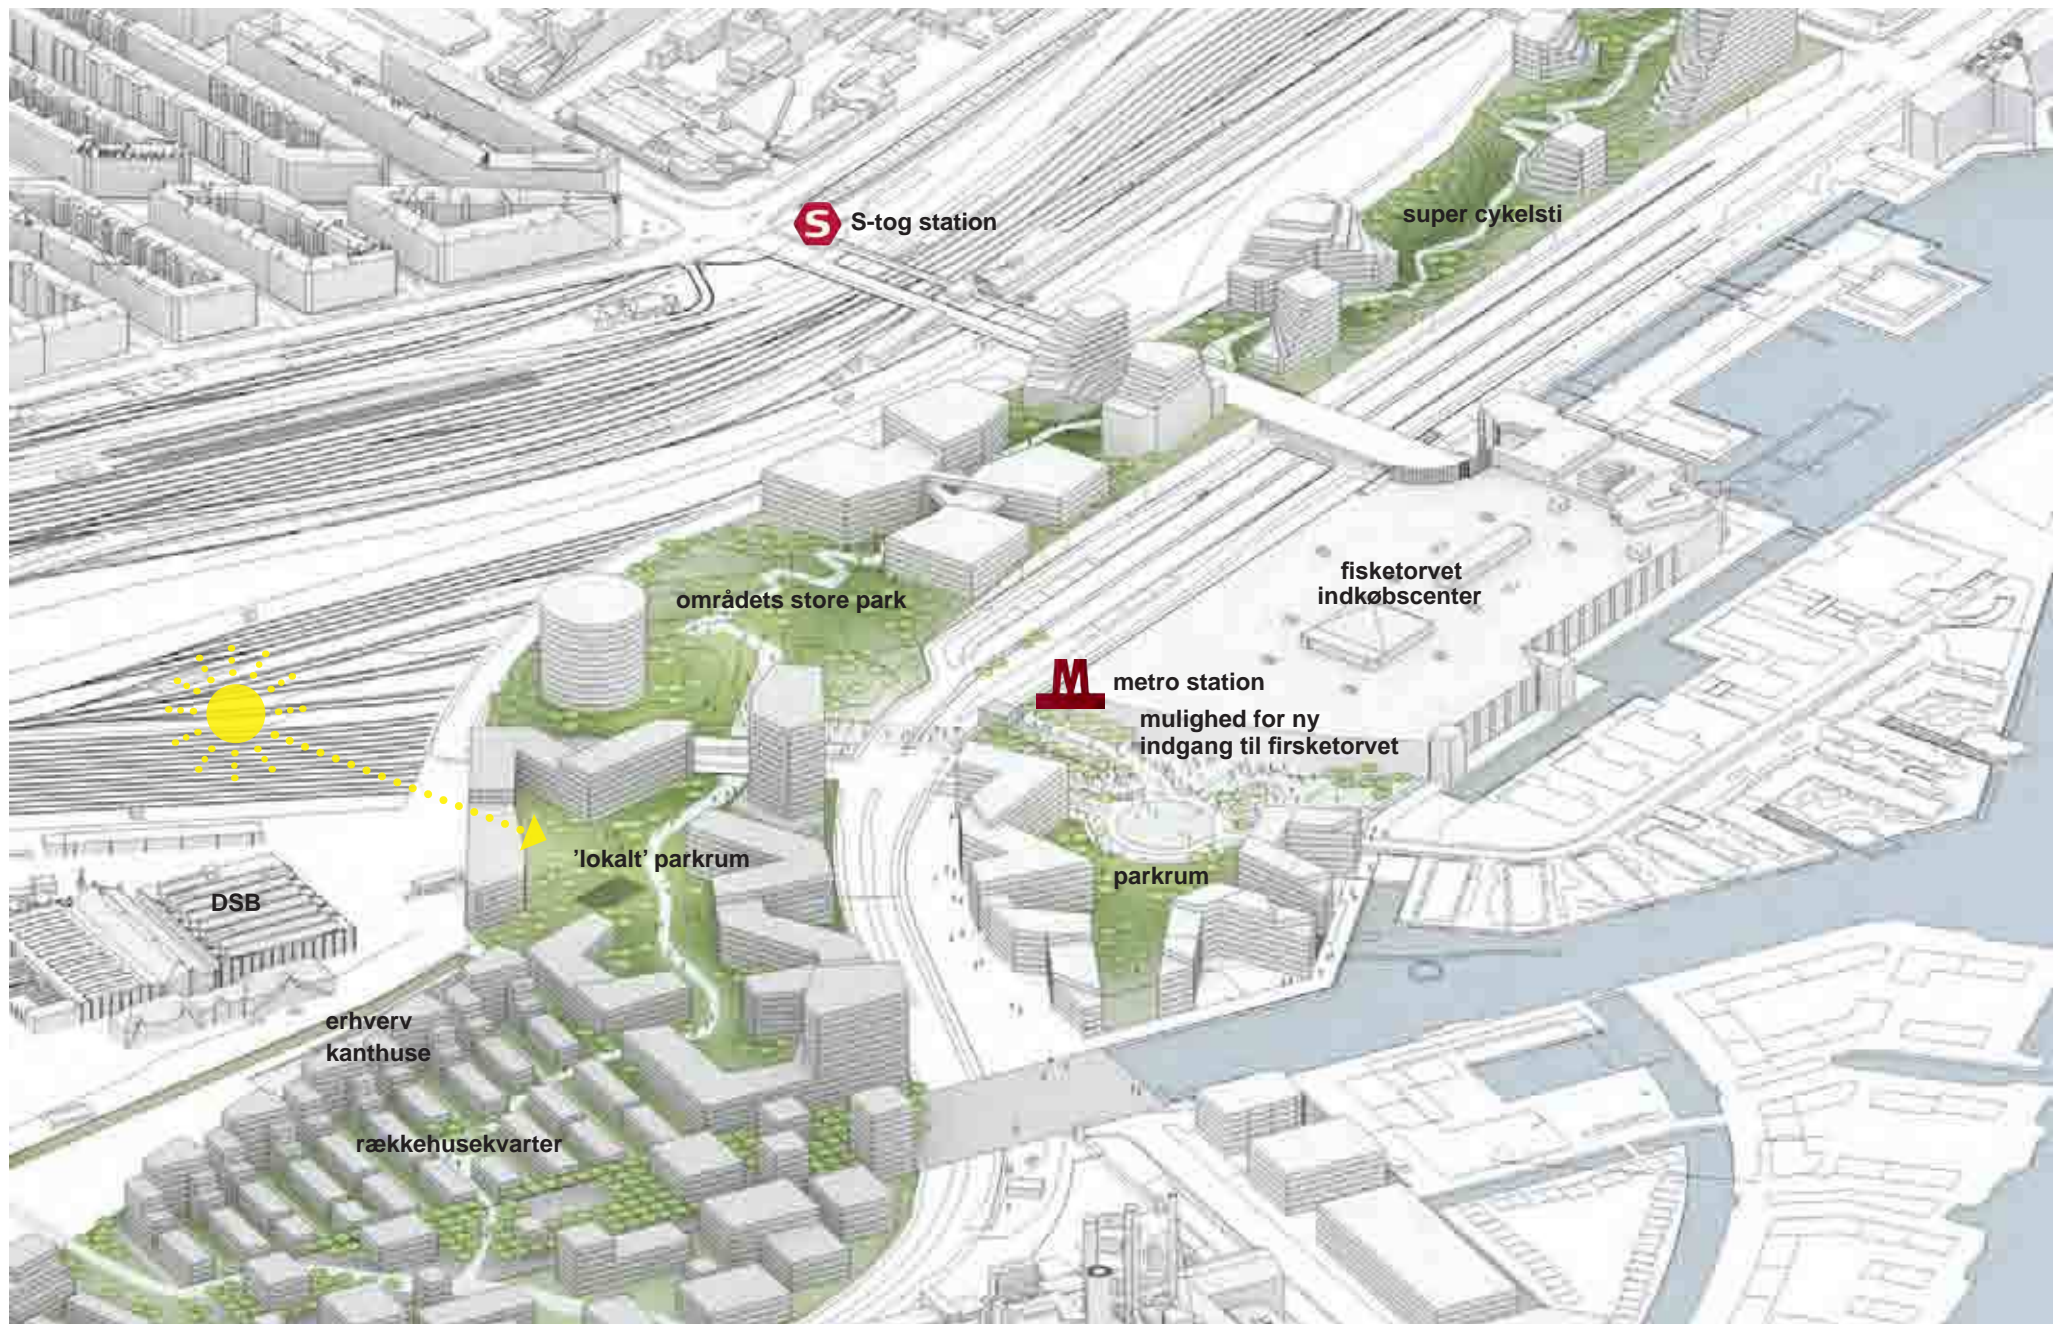 super cykelsti
S S-tog station
fisketorvet
indkøbscenter
områdets store park
M metro station
mulighed for ny
indgang til firsketorvet
'lokalt' parkrum
parkrum
DSB
erhverv
kanthuse
rækkehusekvarter